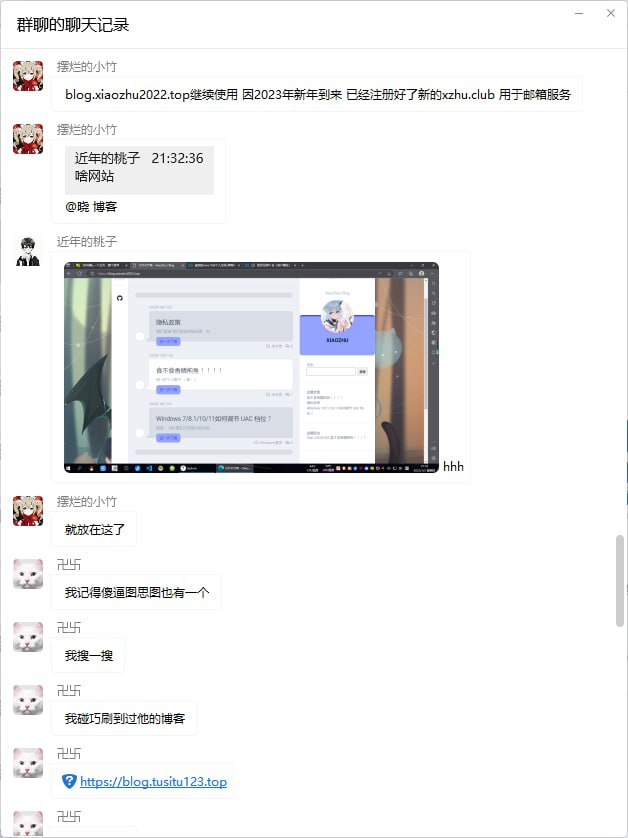 群聊的聊天记录
摆烂的小竹
blog.xiaozhu2022.top继续使用 因2023年新年到来 已经注册好了新的xzhu.club 用于邮箱服务
摆烂的小竹
近年的桃子 21:32:36
啥网站
@晓 博客
近年的桃子
XIAOZHU
隐私政策
食不食香精煎鱼！！！！
Windows 7/8.1/10/11如何调节 UAC 档位？
hhh
摆烂的小竹
就放在这了
卍卐
我记得傻逼图思图也有一个
卍卐
我搜一搜
卍卐
我碰巧刷到过他的博客
卍卐
https://blog.tusitu123.top
卍卐